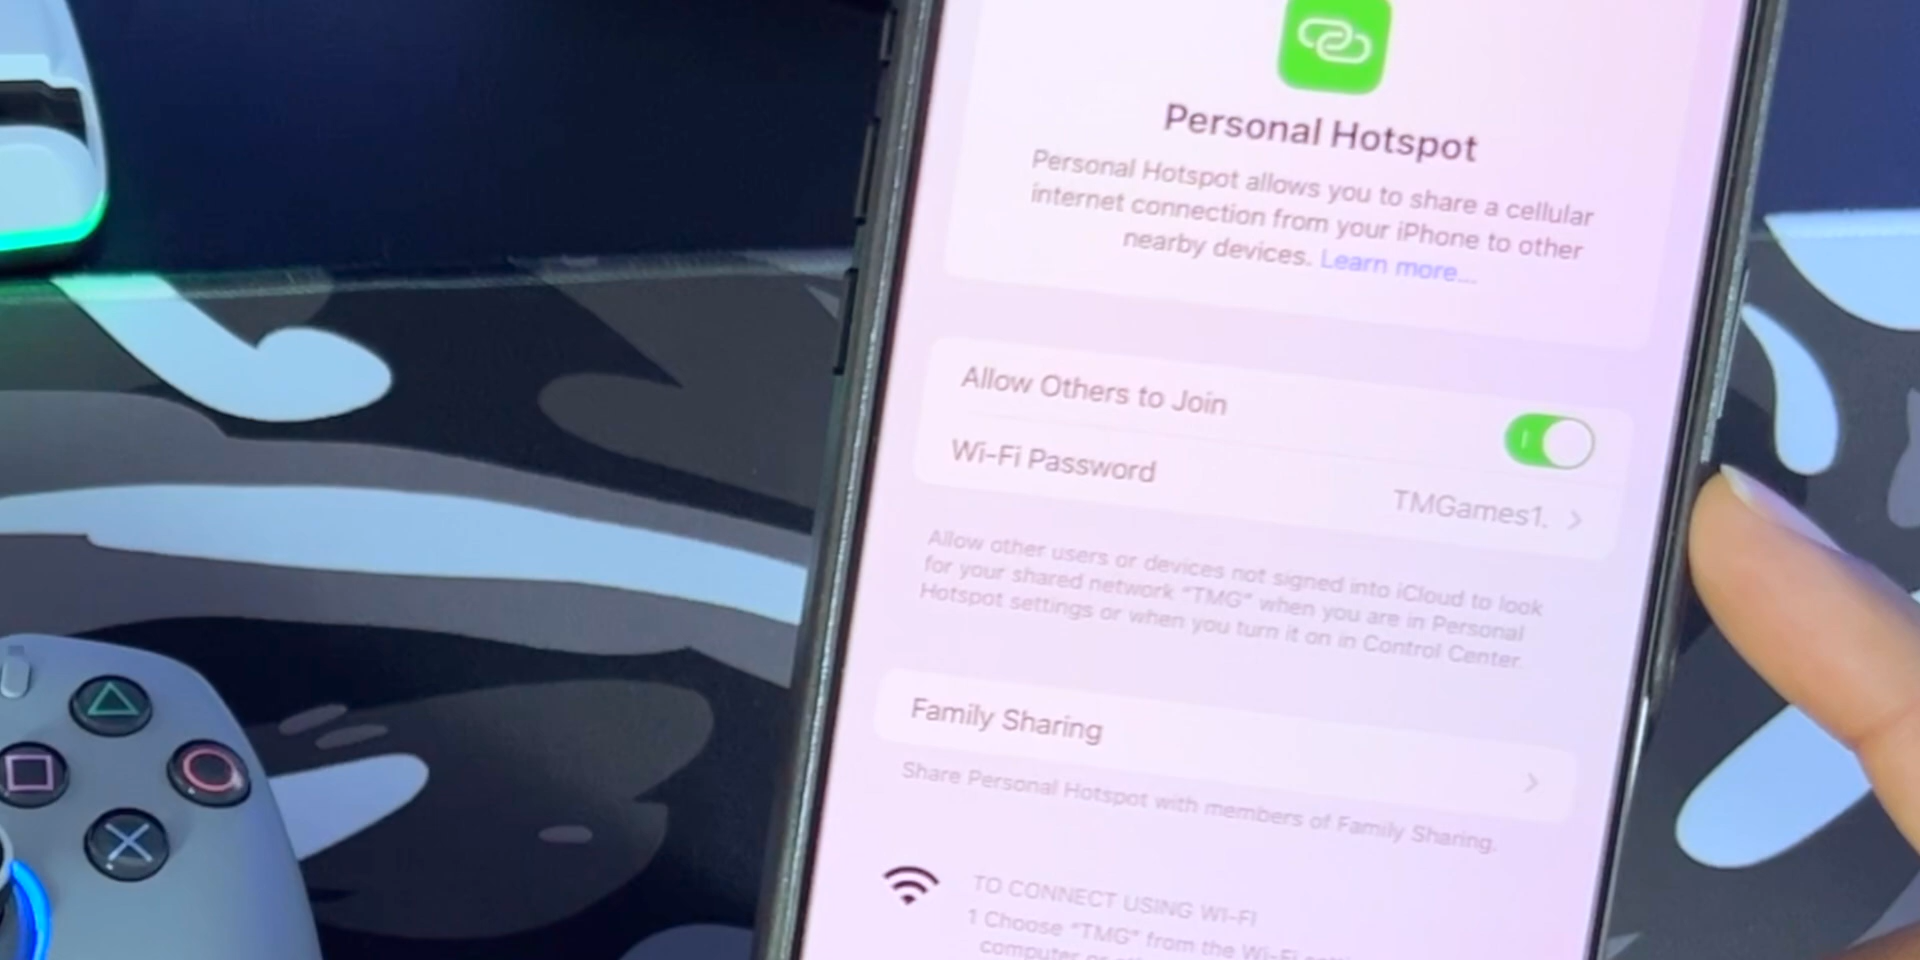 Personal Hotspot
Personal Hotspot allows you to share a cellular
internet connection from your iPhone to other
nearby devices. Learn more...
Allow Others to Join
Wi-Fi Password
TMGames1.
Allow other users or devices not signed into iCloud to look
for your shared network "TMG" when you are in Personal
Hotspot settings or when you turn it on in Control Center.
Family Sharing
Share Personal Hotspot with members of Family Sharing.
TO CONNECT USING WI-FI
1 Choose "TMG" from the Wi-Fi
computer